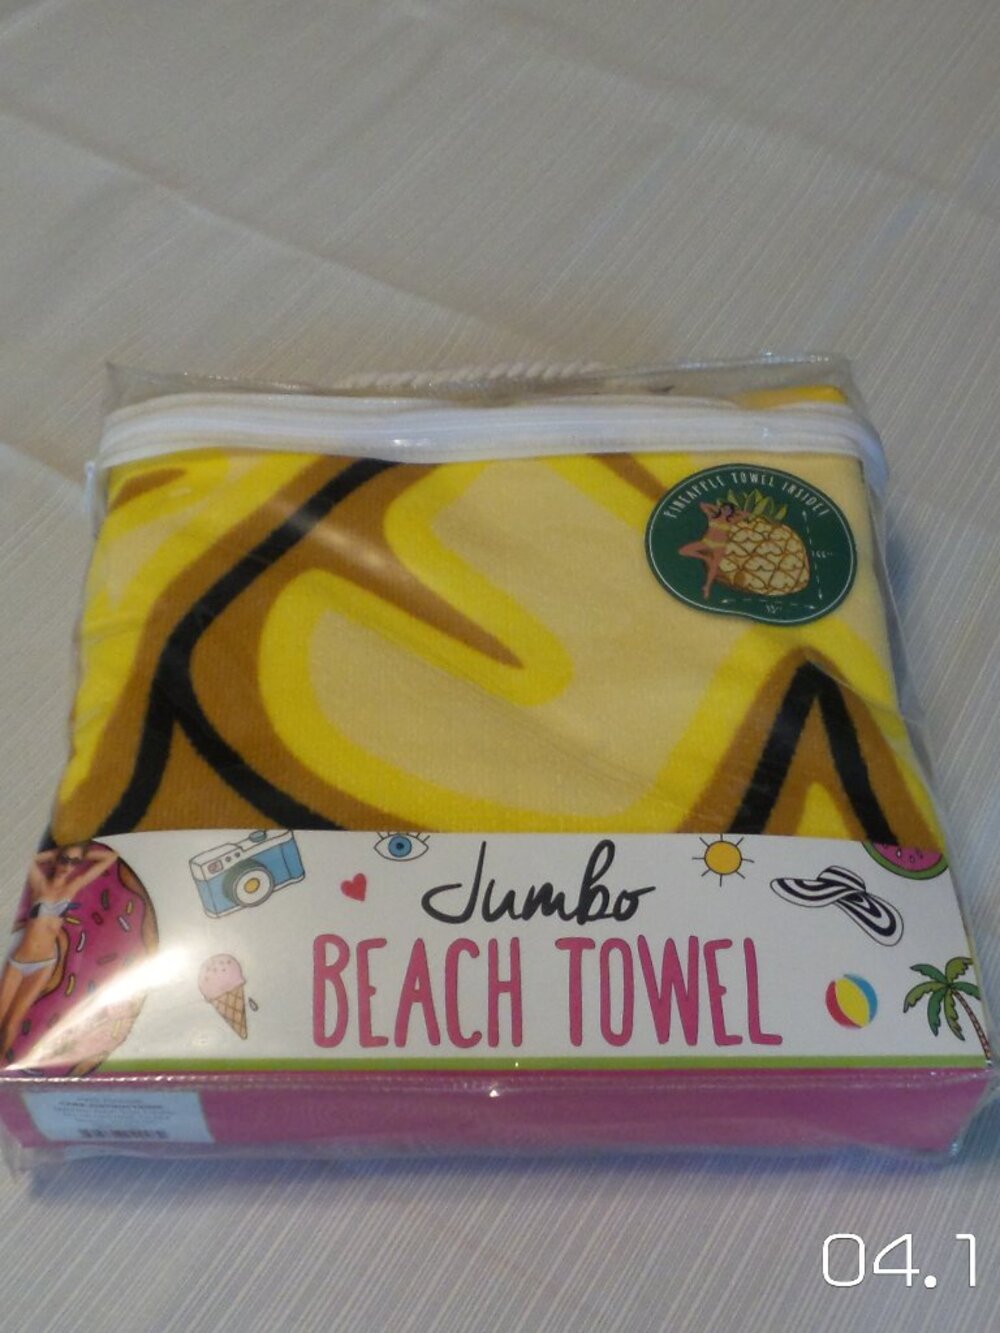 PINEAPPLE TOWEL INSIDE!
Jumbo
BEACH TOWEL
04.1